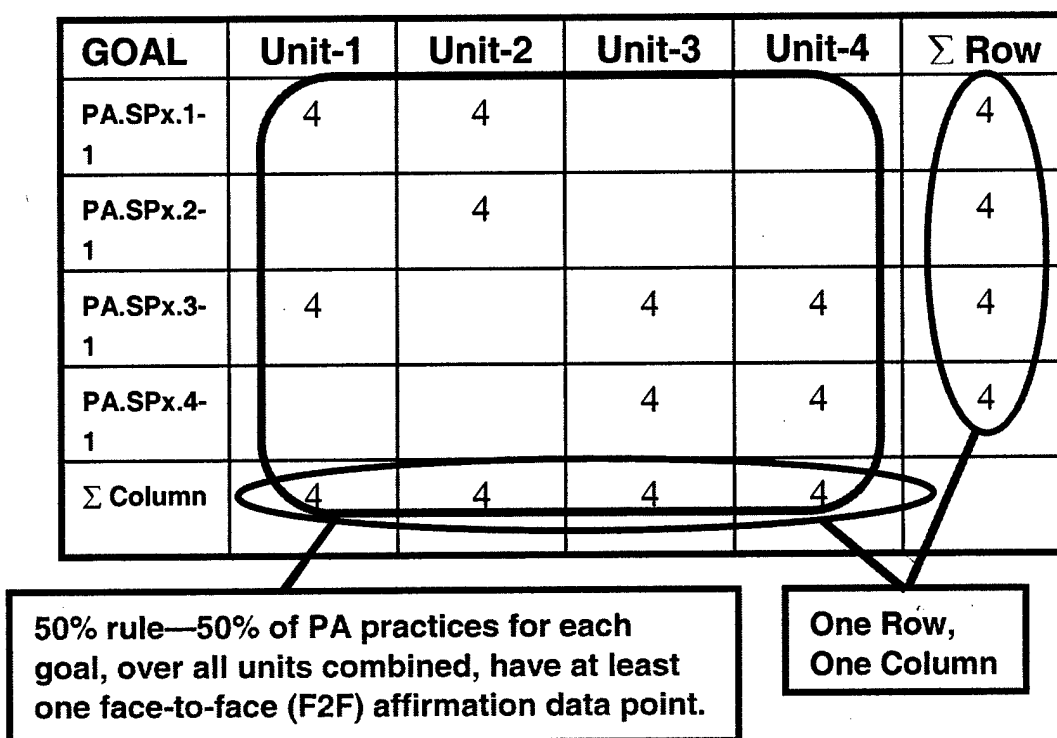 GOAL Unit-1 Unit-2 Unit-3 Unit-4 Σ Row
PA.SPx.1- 4 4 4
1
PA.SPx.2- 4 4
1
PA.SPx.3- 4 4 4 4
1
PA.SPx.4- 4 4 4
1
Σ Column 4 4 4 4
50% rule—50% of PA practices for each
goal, over all units combined, have at least
one face-to-face (F2F) affirmation data point.
One Row,
One Column